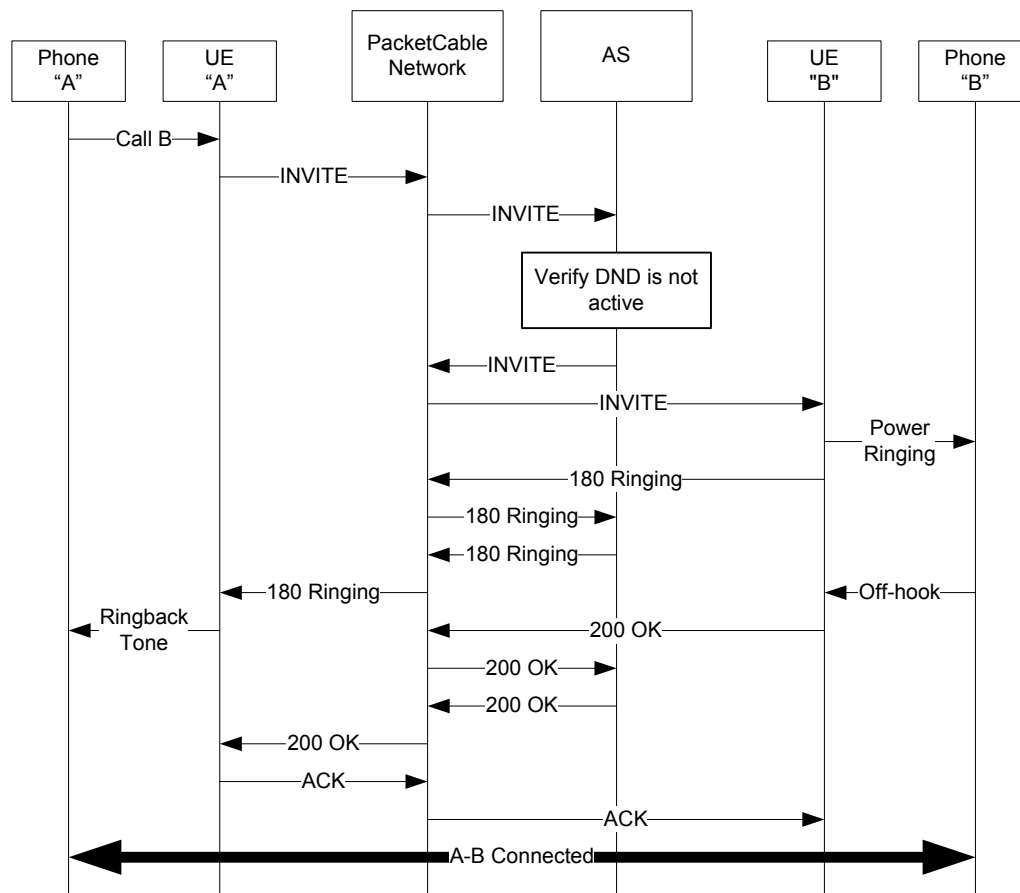 Phone
“A”
UE
“A”
PacketCable
Network
AS
UE
"B"
Phone
“B”
Call B
INVITE
INVITE
Verify DND is not
active
INVITE
INVITE
Power
Ringing
180 Ringing
180 Ringing
180 Ringing
180 Ringing
Off-hook
Ringback
Tone
200 OK
200 OK
200 OK
200 OK
ACK
ACK
A-B Connected